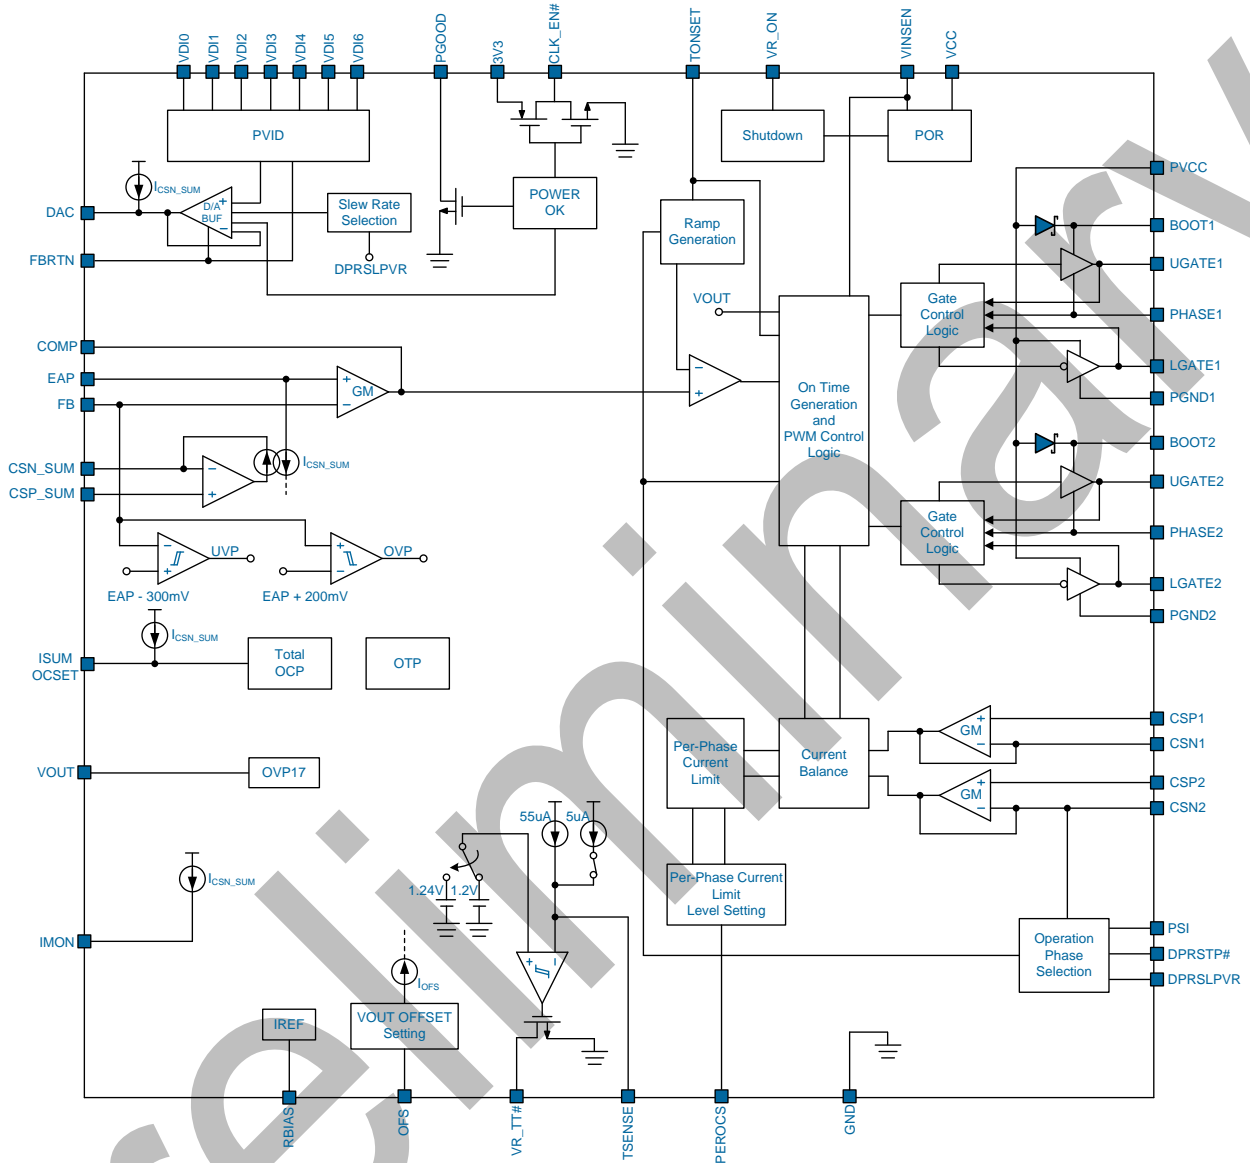 VDI0
VDI1
VDI2
VDI3
VDI4
VDI5
VDI6
PGOOD
3V3
CLK_EN#
TONSET
VR_ON
VINSEN
VCC
PVID
Shutdown
POR
PVCC
ICSN_SUM
D/A
BUF
+
−
Slew Rate
Selection
POWER
OK
Ramp
Generation
DAC
FBRTN
DPRSLPVR
VOUT
BOOT1
UGATE1
Gate
Control
Logic
PHASE1
COMP
EAP
FB
+
GM
−
−
+
On Time
Generation
and
PWM Control
Logic
LGATE1
PGND1
BOOT2
CSN_SUM
CSP_SUM
−
+
ICSN_SUM
UGATE2
Gate
Control
Logic
PHASE2
−
+
UVP
+
−
OVP
EAP - 300mV
EAP + 200mV
LGATE2
PGND2
ICSN_SUM
ISUM
OCSET
Total
OCP
OTP
Per-Phase
Current
Limit
Current
Balance
+
GM
−
CSP1
CSN1
VOUT
OVP17
+
GM
−
CSP2
CSN2
55uA
5uA
1.24V
1.2V
ICSN_SUM
Per-Phase Current
Limit
Level Setting
IMON
+
−
IOFS
Operation
Phase
Selection
PSI
DPRSTP#
DPRSLPVR
IREF
VOUT OFFSET
Setting
RBIAS
OFS
VR_TT#
TSENSE
PEROCS
GND
reliminary